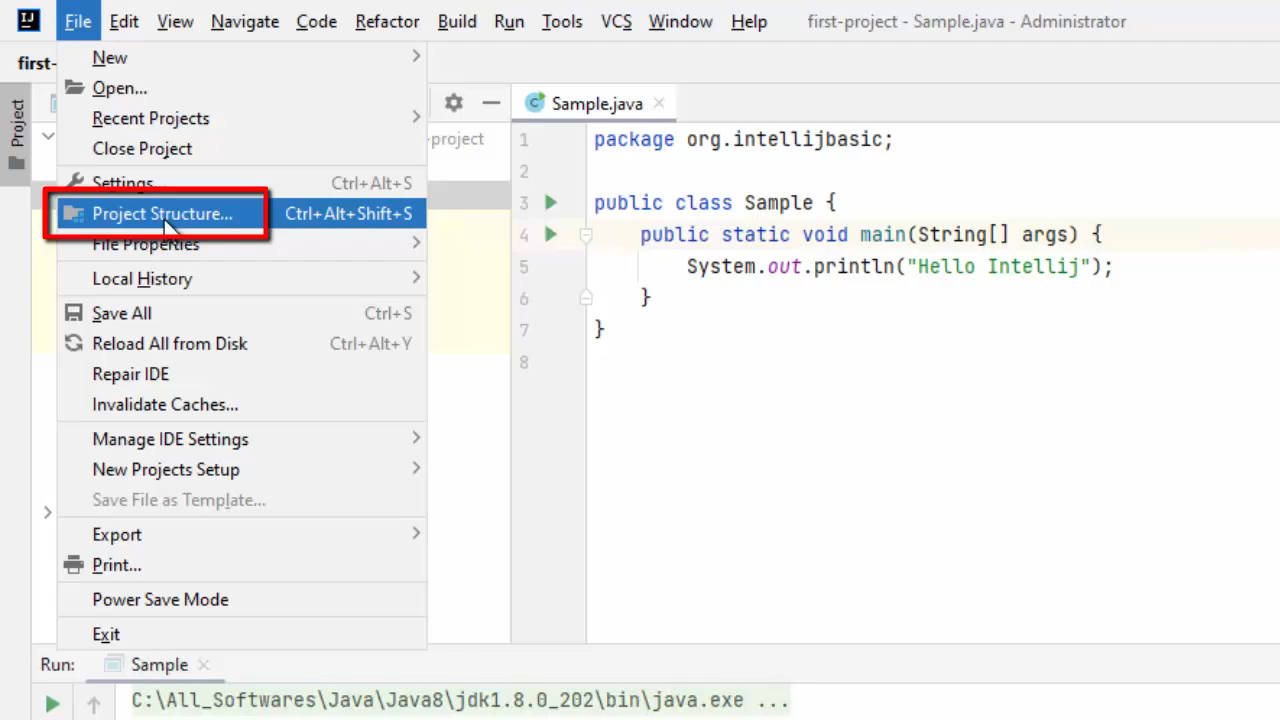 IJ File Edit View Navigate Code Refactor Build Run Tools VCS Window Help first-project - Sample.java - Administrator
first-
Project
New
Open...
Recent Projects
Close Project
Settings... Ctrl+Alt+S
Project Structure... Ctrl+Alt+Shift+S
File Properties
Local History
Save All Ctrl+S
Reload All from Disk Ctrl+Alt+Y
Repair IDE
Invalidate Caches...
Manage IDE Settings
New Projects Setup
Save File as Template...
Export
Print...
Power Save Mode
Exit
-project
C Sample.java
1 package org.intellijbasic;
2
3 public class Sample {
4 public static void main(String[] args) {
5 System.out.println("Hello Intellij");
6 }
7 }
8
Run: Sample
C:\All_Softwares\Java\Java8\jdk1.8.0_202\bin\java.exe ...